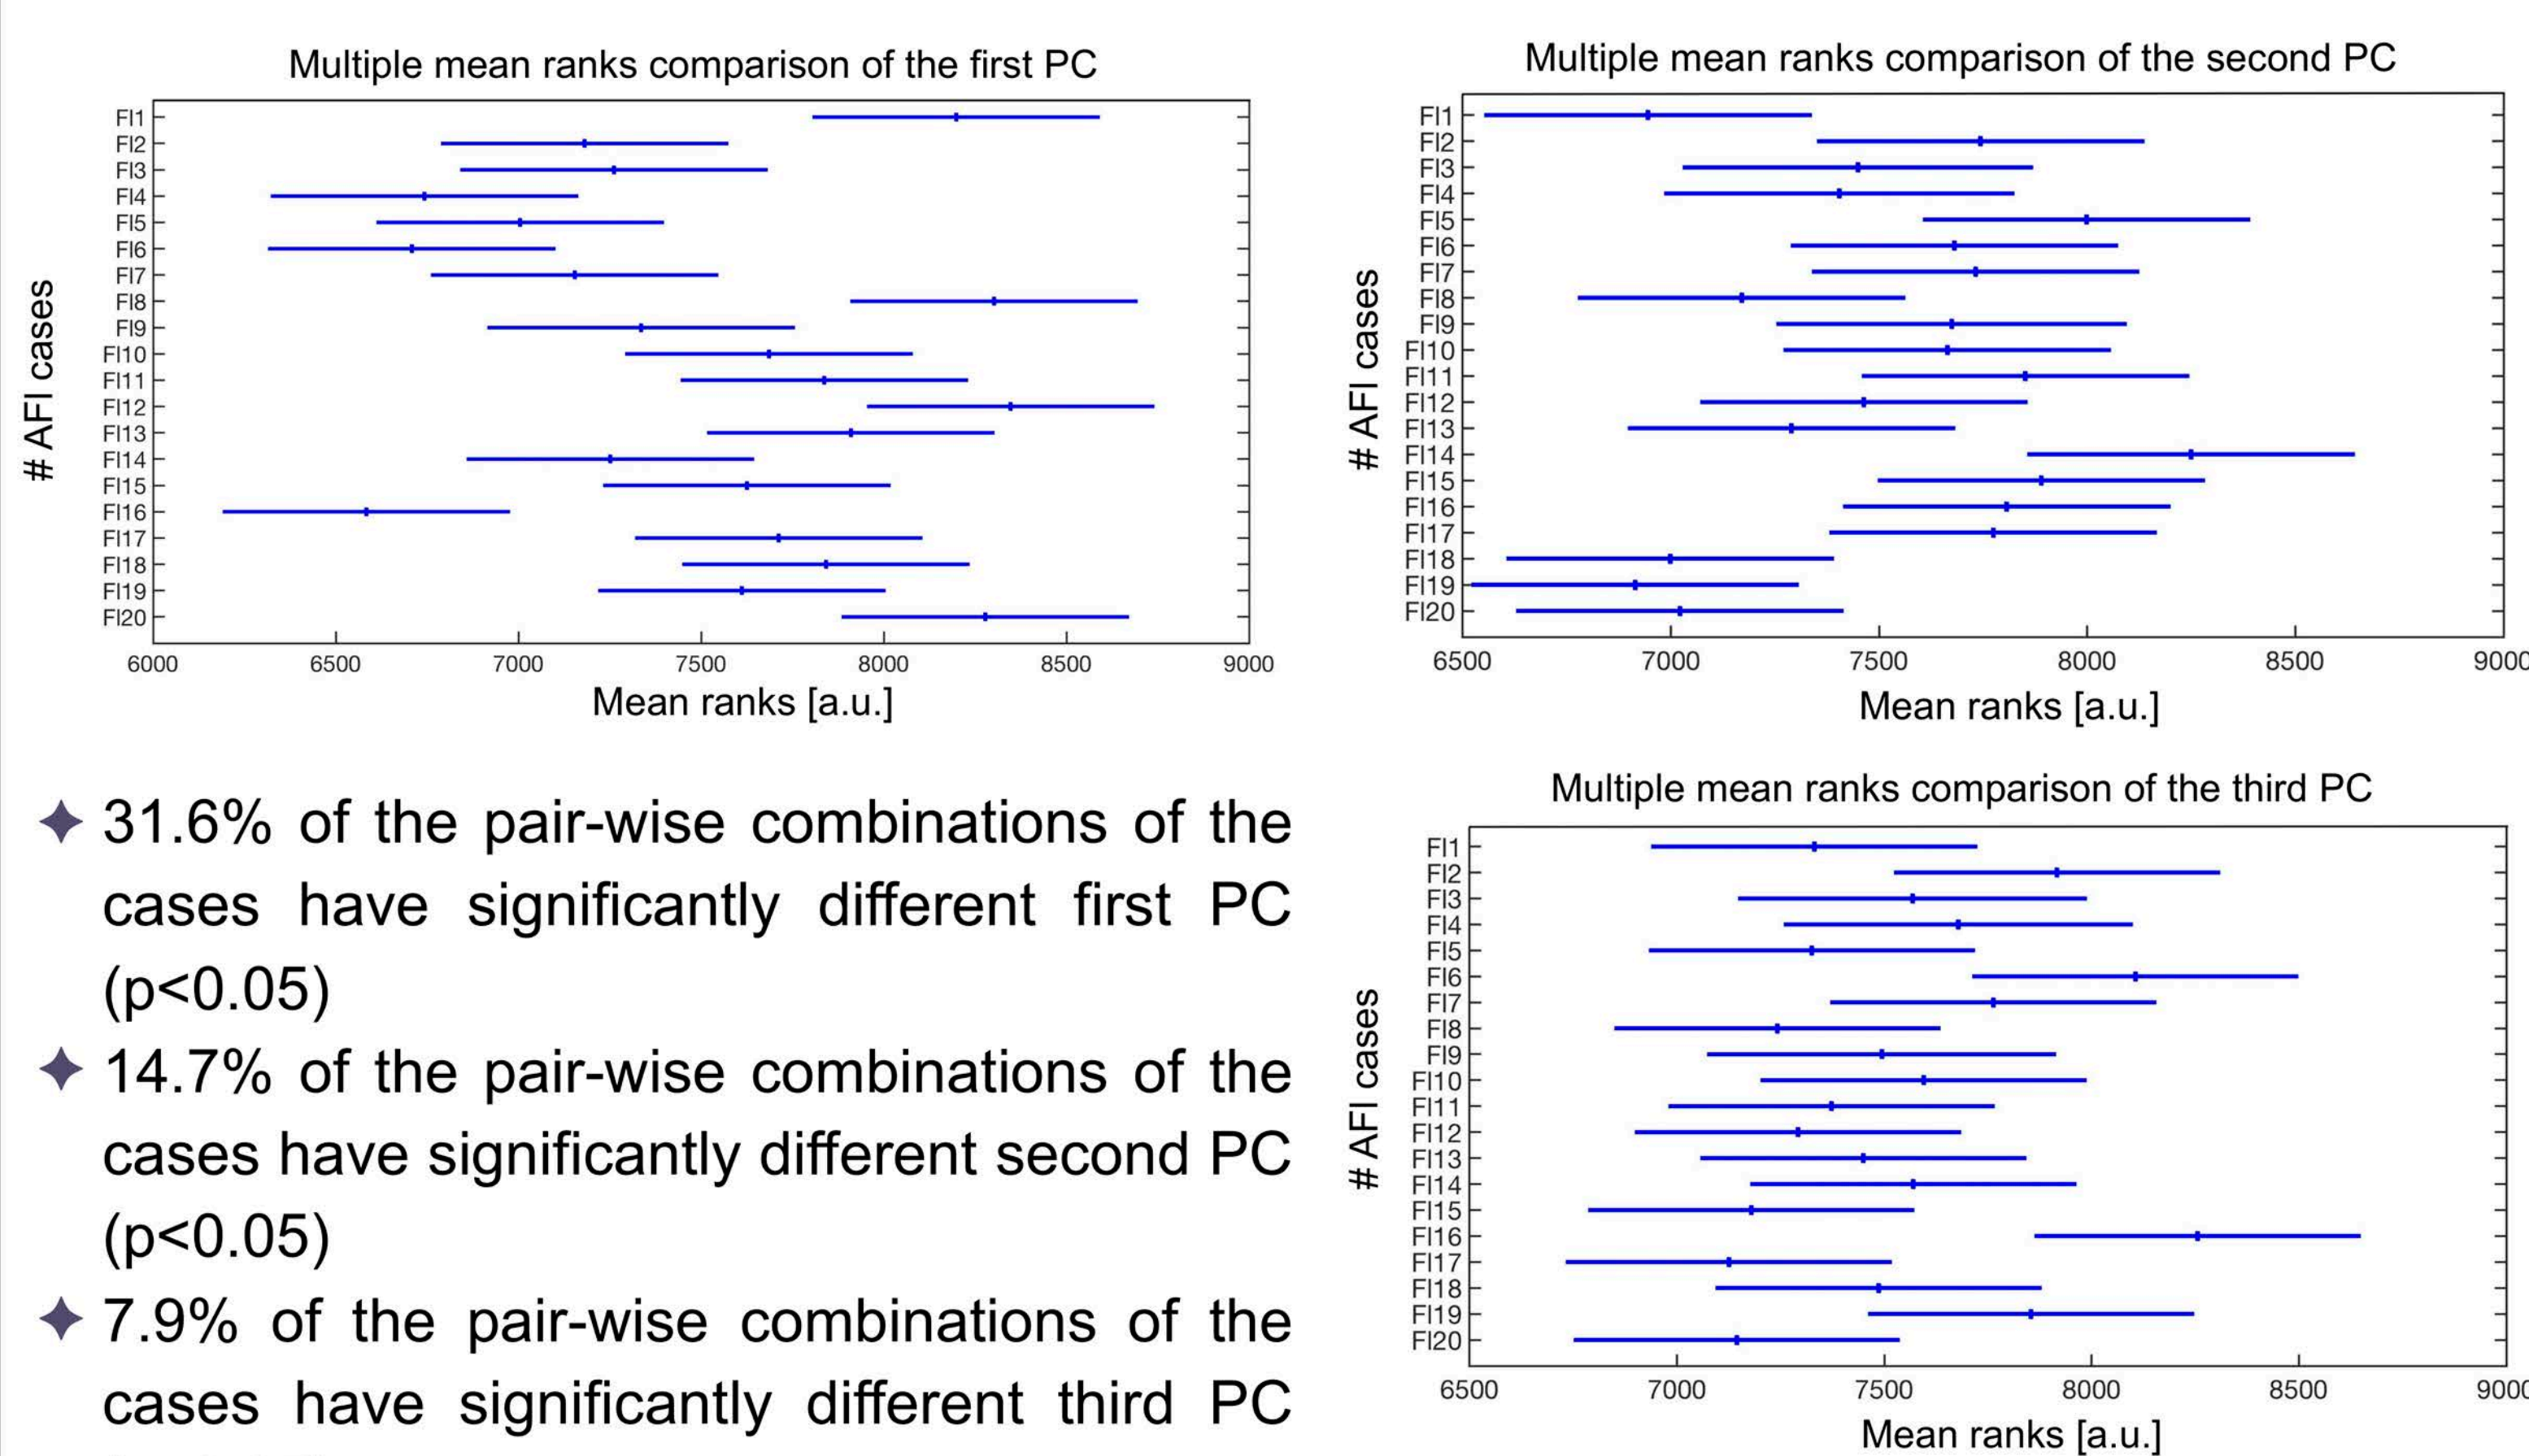 Multiple mean ranks comparison of the first PC
# AFI cases
FI1
FI2
FI3
FI4
FI5
FI6
FI7
FI8
FI9
FI10
FI11
FI12
FI13
FI14
FI15
FI16
FI17
FI18
FI19
FI20
6000 6500 7000 7500 8000 8500 9000
Mean ranks [a.u.]
Multiple mean ranks comparison of the second PC
# AFI cases
FI1
FI2
FI3
FI4
FI5
FI6
FI7
FI8
FI9
FI10
FI11
FI12
FI13
FI14
FI15
FI16
FI17
FI18
FI19
FI20
6500 7000 7500 8000 8500 9000
Mean ranks [a.u.]
31.6% of the pair-wise combinations of the
cases have significantly different first PC
(p<0.05)
14.7% of the pair-wise combinations of the
cases have significantly different second PC
(p<0.05)
7.9% of the pair-wise combinations of the
cases have significantly different third PC
Multiple mean ranks comparison of the third PC
# AFI cases
FI1
FI2
FI3
FI4
FI5
FI6
FI7
FI8
FI9
FI10
FI11
FI12
FI13
FI14
FI15
FI16
FI17
FI18
FI19
FI20
6500 7000 7500 8000 8500 9000
Mean ranks [a.u.]